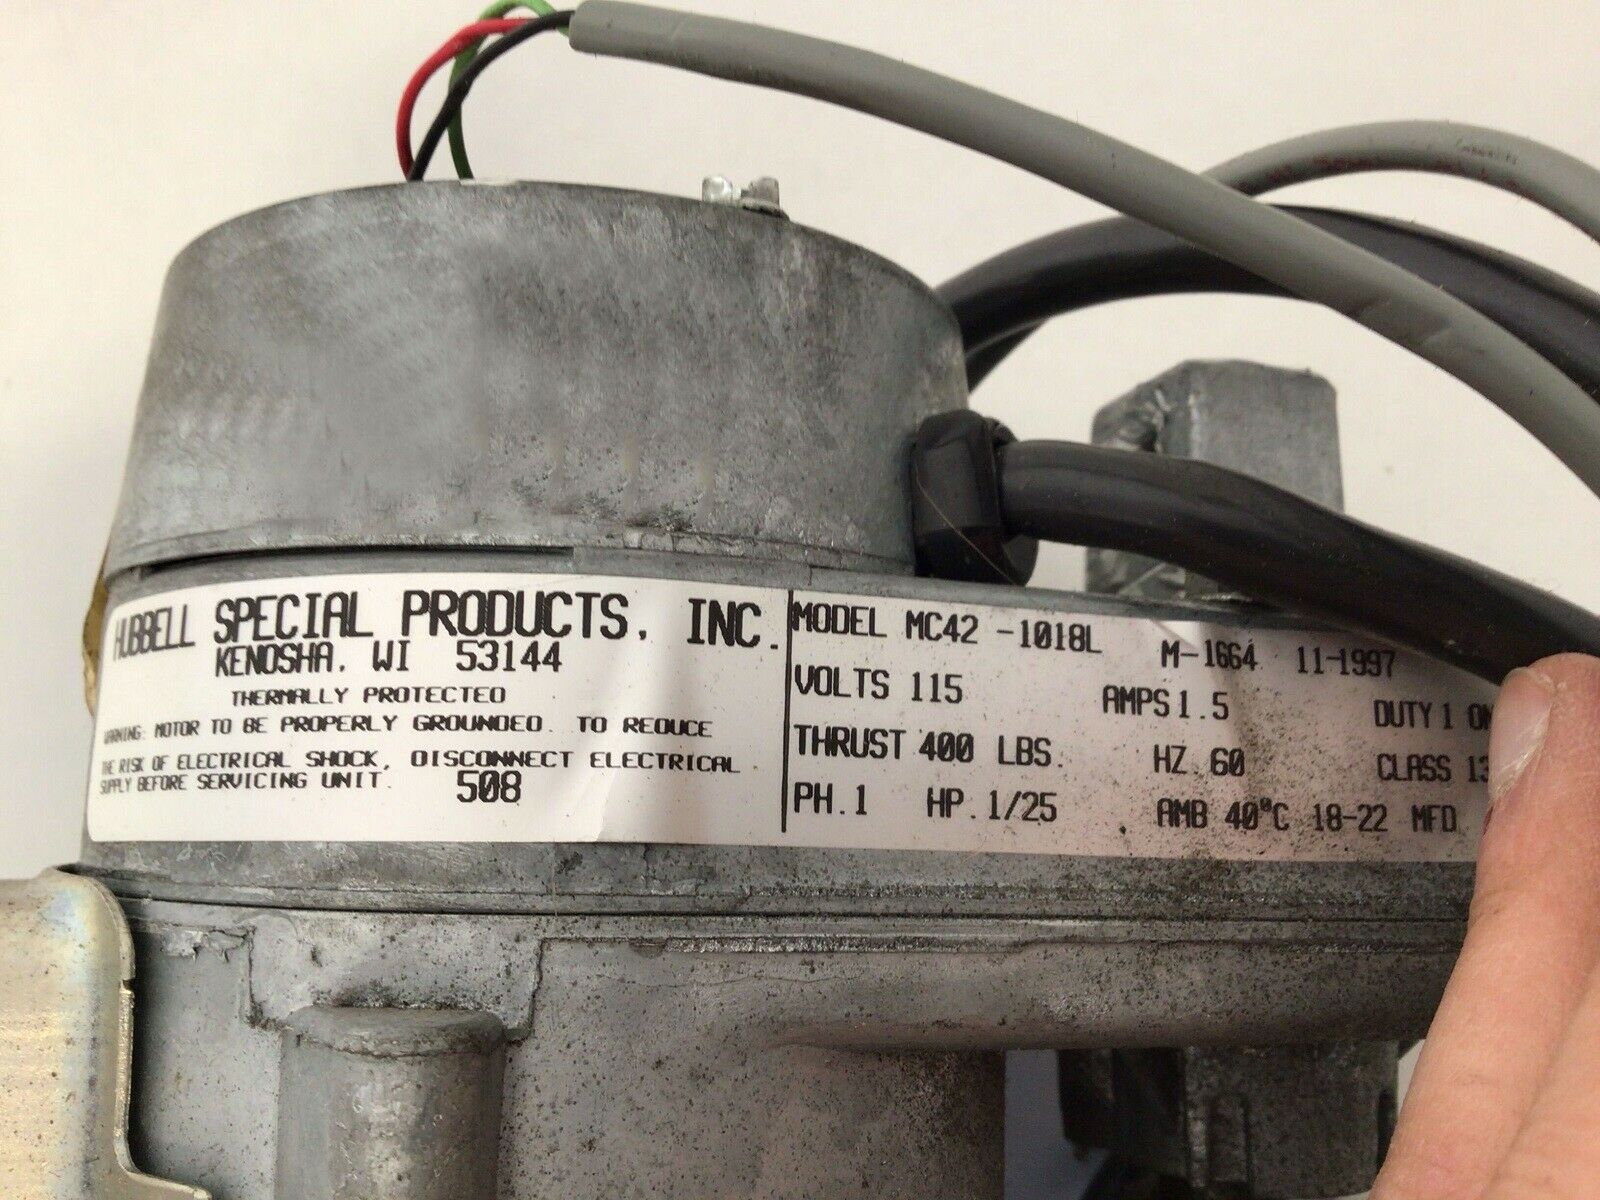 HUBBELL SPECIAL PRODUCTS, INC.
KENOSHA, WI 53144
THERMALLY PROTECTED
WARNING: MOTOR TO BE PROPERLY GROUNDED. TO REDUCE
THE RISK OF ELECTRICAL SHOCK, DISCONNECT ELECTRICAL
SUPPLY BEFORE SERVICING UNIT. 508
MODEL MC42-1018L M-1664 11-1997
VOLTS 115 AMPS 1.5 DUTY 1
THRUST 400 LBS. HZ 60 CLASS
PH.1 HP.1/25 AMB 40°C 18-22 MFD